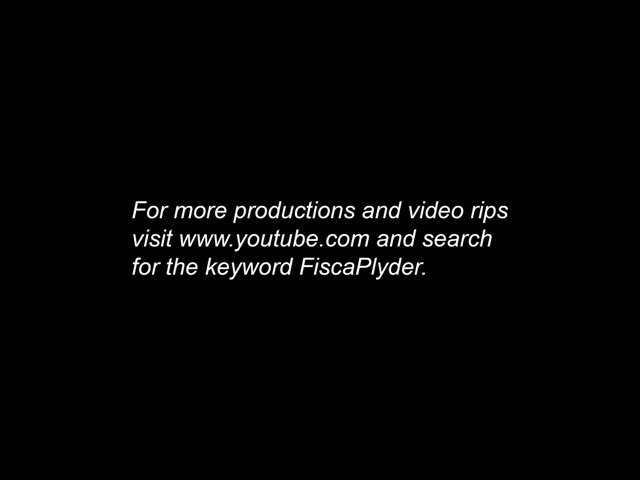 For more productions and video rips
visit www.youtube.com and search
for the keyword FiscaPlyder.